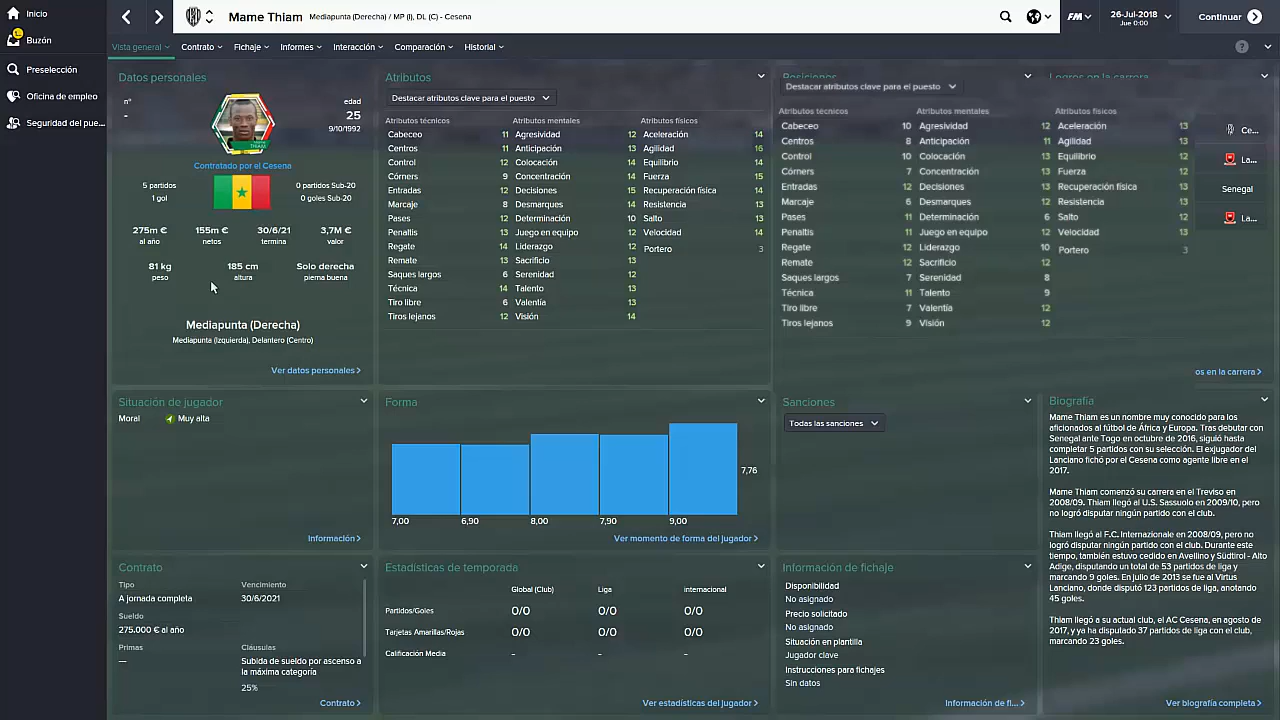 Inicio
Buzón
Preselección
Oficina de empleo
Seguridad del pue...
Mame Thiam
Mediapunta (Derecha) / MP (I), DL (C) - Cesena
FM
26-Jul-2018
Jue 0:00
Continuar
Vista general
Contrato
Fichaje
Informes
Interacción
Comparación
Historial
?
Datos personales
nº
-
edad
25
9/10/1992
Contratado por el Cesena
5 partidos
1 gol
0 partidos Sub-20
0 goles Sub-20
275m €
al año
155m €
netos
30/6/21
termina
3,7M €
valor
81 kg
peso
185 cm
altura
Solo derecha
pierna buena
Mediapunta (Derecha)
Mediapunta (Izquierda), Delantero (Centro)
Ver datos personales >
Atributos
Destacar atributos clave para el puesto
Atributos técnicos Atributos mentales Atributos físicos
Cabeceo 11 Agresividad 12 Aceleración 14
Centros 11 Anticipación 13 Agilidad 16
Control 12 Colocación 14 Equilibrio 14
Córners 9 Concentración 14 Fuerza 15
Entradas 12 Decisiones 15 Recuperación física 14
Marcaje 8 Desmarques 14 Resistencia 13
Pases 12 Determinación 10 Salto 13
Penaltis 13 Juego en equipo 12 Velocidad 14
Regate 14 Liderazgo 12 Portero 3
Remate 13 Sacrificio 13
Saques largos 6 Serenidad 12
Técnica 14 Talento 13
Tiro libre 6 Valentía 13
Tiros lejanos 12 Visión 14
Posiciones
Logros en la carrera
Destacar atributos clave para el puesto
Atributos técnicos Atributos mentales Atributos físicos
Cabeceo 10 Agresividad 12 Aceleración 13
Centros 8 Anticipación 11 Agilidad 13
Control 10 Colocación 13 Equilibrio 12
Córners 7 Concentración 13 Fuerza 12
Entradas 12 Decisiones 13 Recuperación física 13
Marcaje 6 Desmarques 12 Resistencia 13
Pases 11 Determinación 6 Salto 12
Penaltis 11 Juego en equipo 12 Velocidad 13
Regate 12 Liderazgo 10 Portero 3
Remate 12 Sacrificio 12
Saques largos 7 Serenidad 8
Técnica 11 Talento 9
Tiro libre 7 Valentía 12
Tiros lejanos 9 Visión 12
Ce...
La...
Senegal
La...
os en la carrera >
Situación de jugador
Moral Muy alta
Información >
Forma
7,76
7,00 6,90 8,00 7,90 9,00
Ver momento de forma del jugador >
Sanciones
Todas las sanciones
Biografía
Mame Thiam es un nombre muy conocido para los
aficionados al fútbol de África y Europa. Tras debutar con
Senegal ante Togo en octubre de 2016, siguió hasta
completar 5 partidos con su selección. El exjugador del
Lanciano fichó por el Cesena como agente libre en el
2017.
Mame Thiam comenzó su carrera en el Treviso en
2008/09. Thiam llegó al U.S. Sassuolo en 2009/10, pero
no logró disputar ningún partido con el club.
Thiam llegó al F.C. Internazionale en 2008/09, pero no
logró disputar ningún partido con el club. Durante este
tiempo, también estuvo cedido en Avellino y Südtirol - Alto
Adige, disputando un total de 53 partidos de liga y
marcando 9 goles. En julio de 2013 se fue al Virtus
Lanciano, donde disputó 123 partidos de liga, anotando
45 goles.
Thiam llegó a su actual club, el AC Cesena, en agosto de
2017, y ya ha disputado 37 partidos de liga con el club,
marcando 23 goles.
Ver biografía completa >
Contrato
Tipo
A jornada completa
Vencimiento
30/6/2021
Sueldo
275.000 € al año
Primas
—
Cláusulas
Subida de sueldo por ascenso a
la máxima categoría
25%
Contrato >
Estadísticas de temporada
Global (Club) Liga internacional
Partidos/Goles 0/0 0/0 0/0
Tarjetas Amarillas/Rojas 0/0 0/0 0/0
Calificación Media - - -
Ver estadísticas del jugador >
Información de fichaje
Disponibilidad
No asignado
Precio solicitado
No asignado
Situación en plantilla
Jugador clave
Instrucciones para fichajes
Sin datos
Información de fi... >